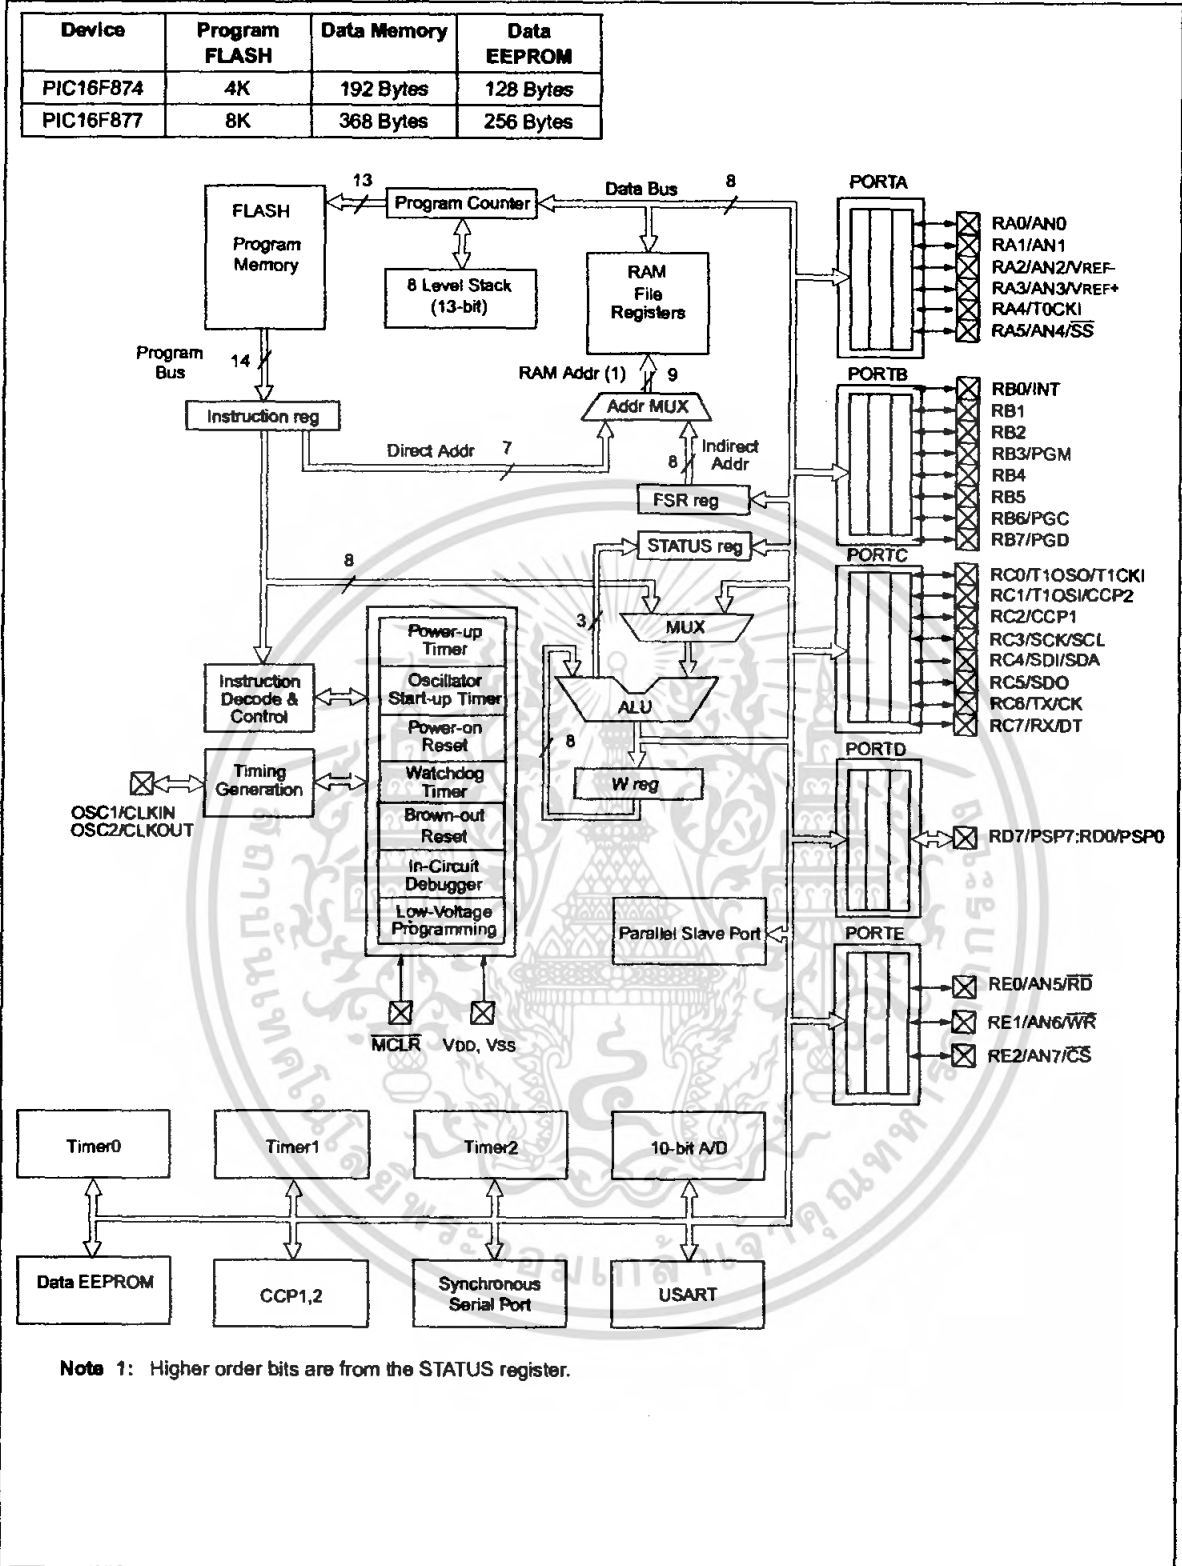 Device Program FLASH Data Memory Data EEPROM
PIC16F874 4K 192 Bytes 128 Bytes
PIC16F877 8K 368 Bytes 256 Bytes
13
Program Counter
Data Bus
8
FLASH
Program
Memory
8 Level Stack
(13-bit)
RAM
File
Registers
Program
Bus
14
RAM Addr (1)
9
Addr MUX
Instruction reg
Direct Addr
7
8
Indirect
Addr
FSR reg
STATUS reg
8
3
MUX
Power-up
Timer
Oscillator
Start-up Timer
Power-on
Reset
Watchdog
Timer
Brown-out
Reset
In-Circuit
Debugger
Low-Voltage
Programming
Instruction
Decode &
Control
Timing
Generation
OSC1/CLKIN
OSC2/CLKOUT
ALU
8
W reg
Parallel Slave Port
MCLR
VDD, VSS
PORTA
RA0/AN0
RA1/AN1
RA2/AN2/VREF-
RA3/AN3/VREF+
RA4/T0CKI
RA5/AN4/SS
PORTB
RB0/INT
RB1
RB2
RB3/PGM
RB4
RB5
RB6/PGC
RB7/PGD
PORTC
RC0/T1OSO/T1CKI
RC1/T1OSI/CCP2
RC2/CCP1
RC3/SCK/SCL
RC4/SDI/SDA
RC5/SDO
RC6/TX/CK
RC7/RX/DT
PORTD
RD7/PSP7:RD0/PSP0
PORTE
RE0/AN5/RD
RE1/AN6/WR
RE2/AN7/CS
Timer0
Timer1
Timer2
10-bit A/D
Data EEPROM
CCP1,2
Synchronous
Serial Port
USART
Note 1: Higher order bits are from the STATUS register.